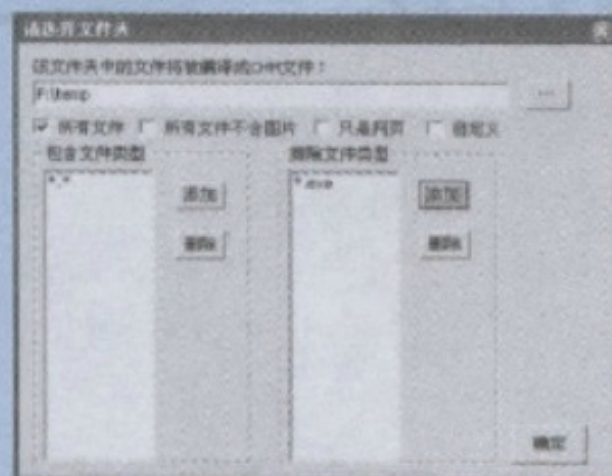 请选择文件夹
该文件夹中的文件将被编译成CHM文件：
F:\temp
所有文件 所有文件不含图片 只是网页 自定义
包含文件类型 排除文件类型
*.* *.exe
添加 添加
删除 删除
确定